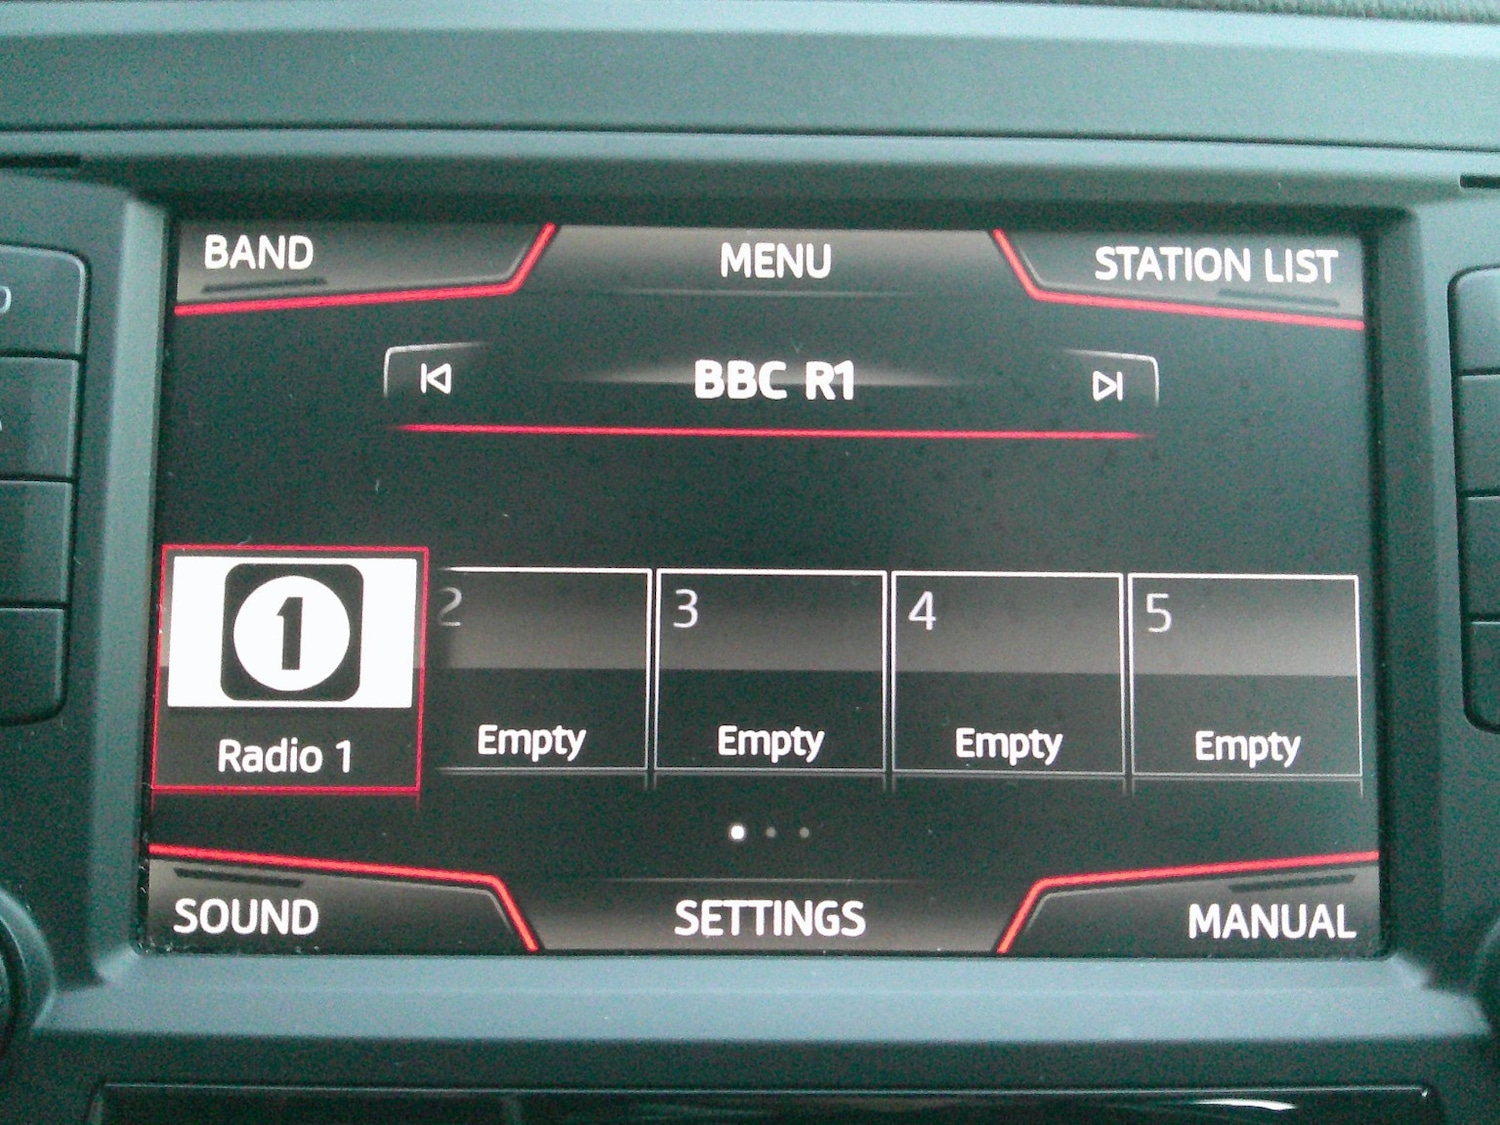 BAND
MENU
STATION LIST
BBC R1
1
Radio 1
2
Empty
3
Empty
4
Empty
5
Empty
SOUND
SETTINGS
MANUAL